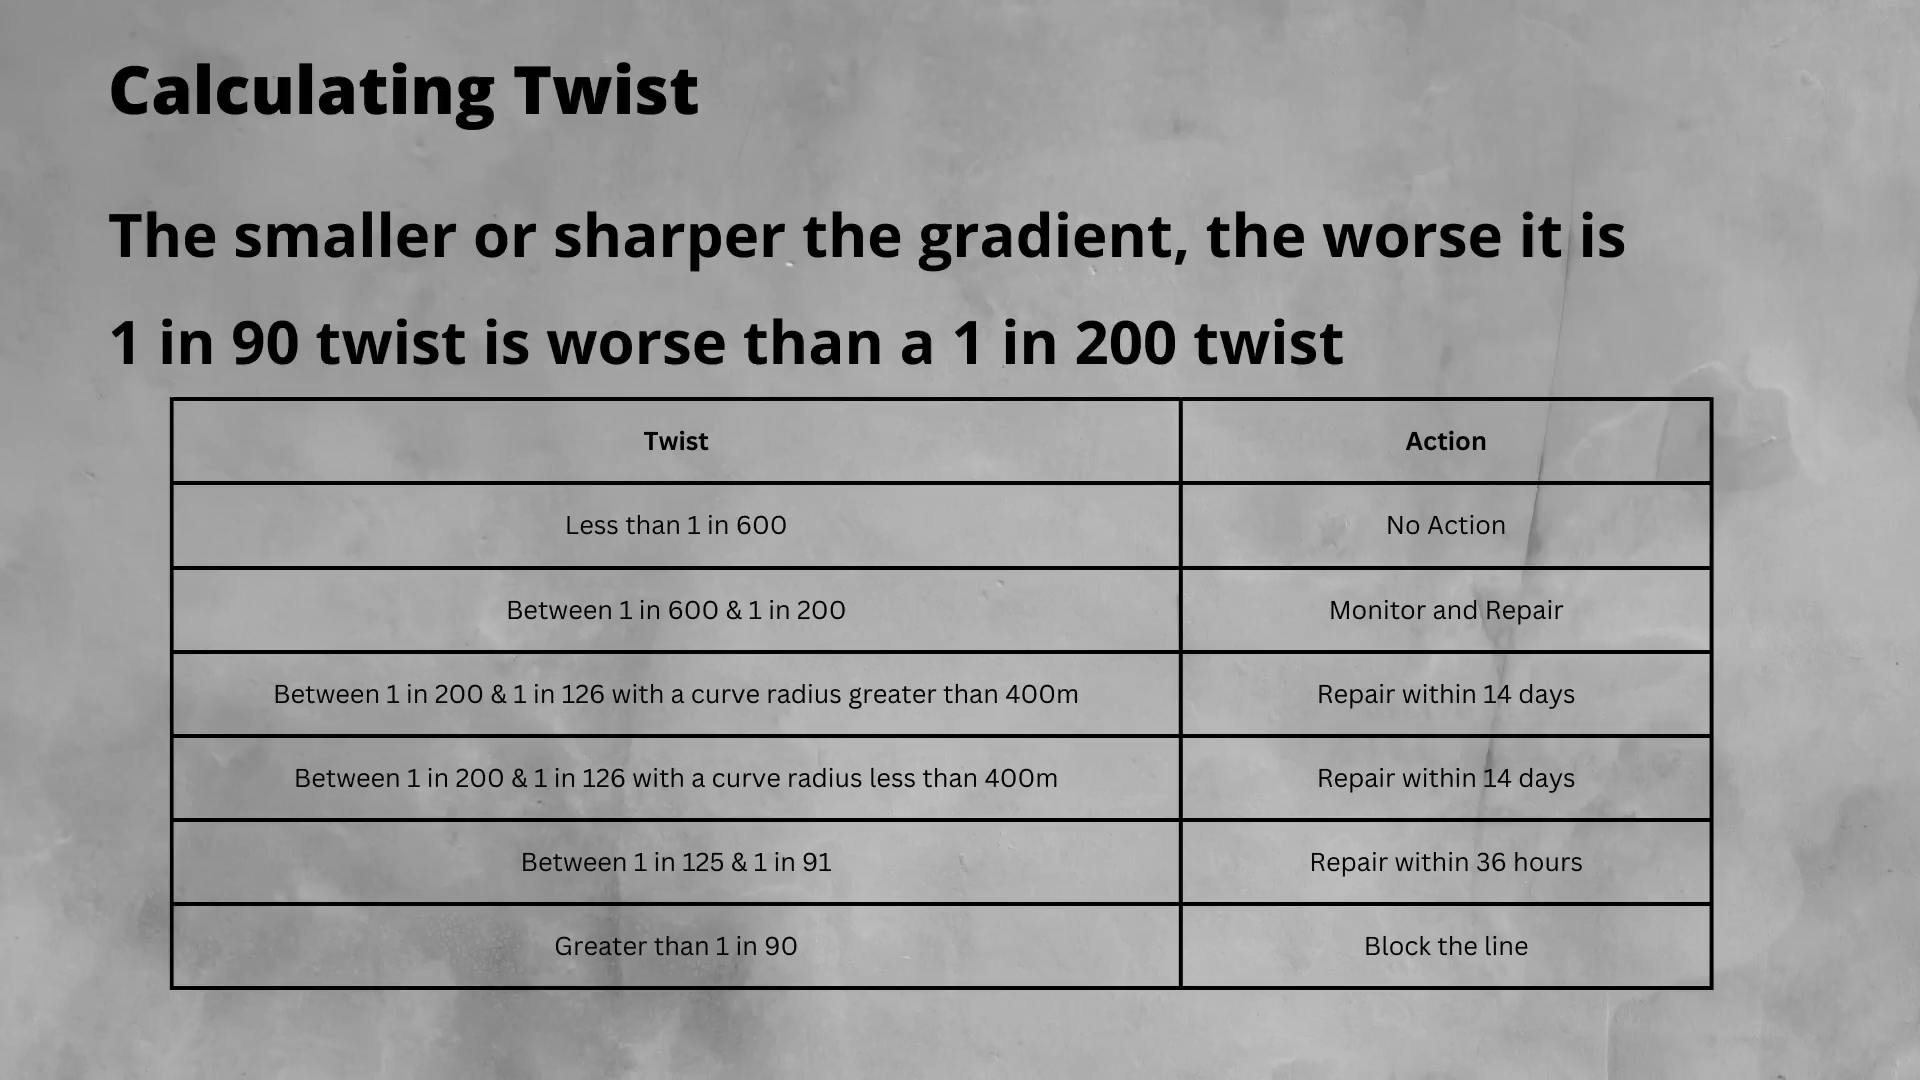 Calculating Twist
The smaller or sharper the gradient, the worse it is
1 in 90 twist is worse than a 1 in 200 twist
Twist Action
Less than 1 in 600 No Action
Between 1 in 600 & 1 in 200 Monitor and Repair
Between 1 in 200 & 1 in 126 with a curve radius greater than 400m Repair within 14 days
Between 1 in 200 & 1 in 126 with a curve radius less than 400m Repair within 14 days
Between 1 in 125 & 1 in 91 Repair within 36 hours
Greater than 1 in 90 Block the line